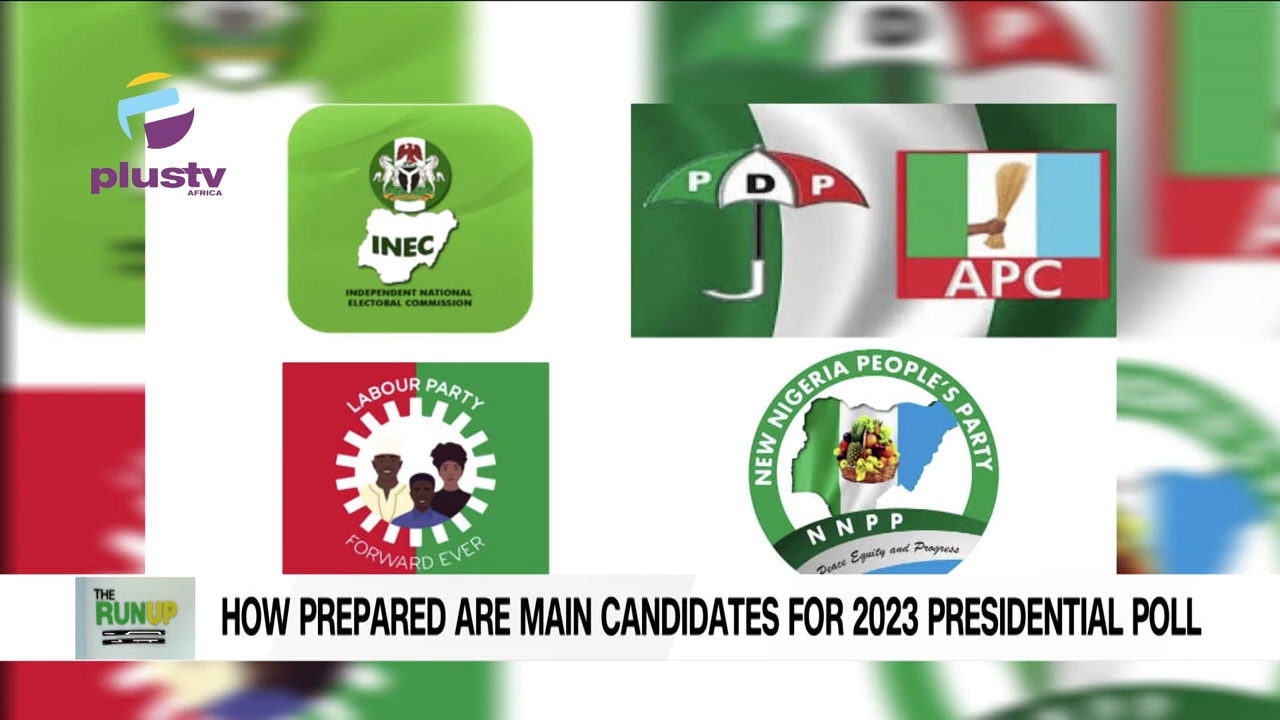 plustv
AFRICA
INEC
INDEPENDENT NATIONAL
ELECTORAL COMMISSION
P D P
APC
LABOUR PARTY
FORWARD EVER
NEW NIGERIA PEOPLE'S PARTY
NNPP
Peace Equity and Progress
THE
RUNUP
HOW PREPARED ARE MAIN CANDIDATES FOR 2023 PRESIDENTIAL POLL